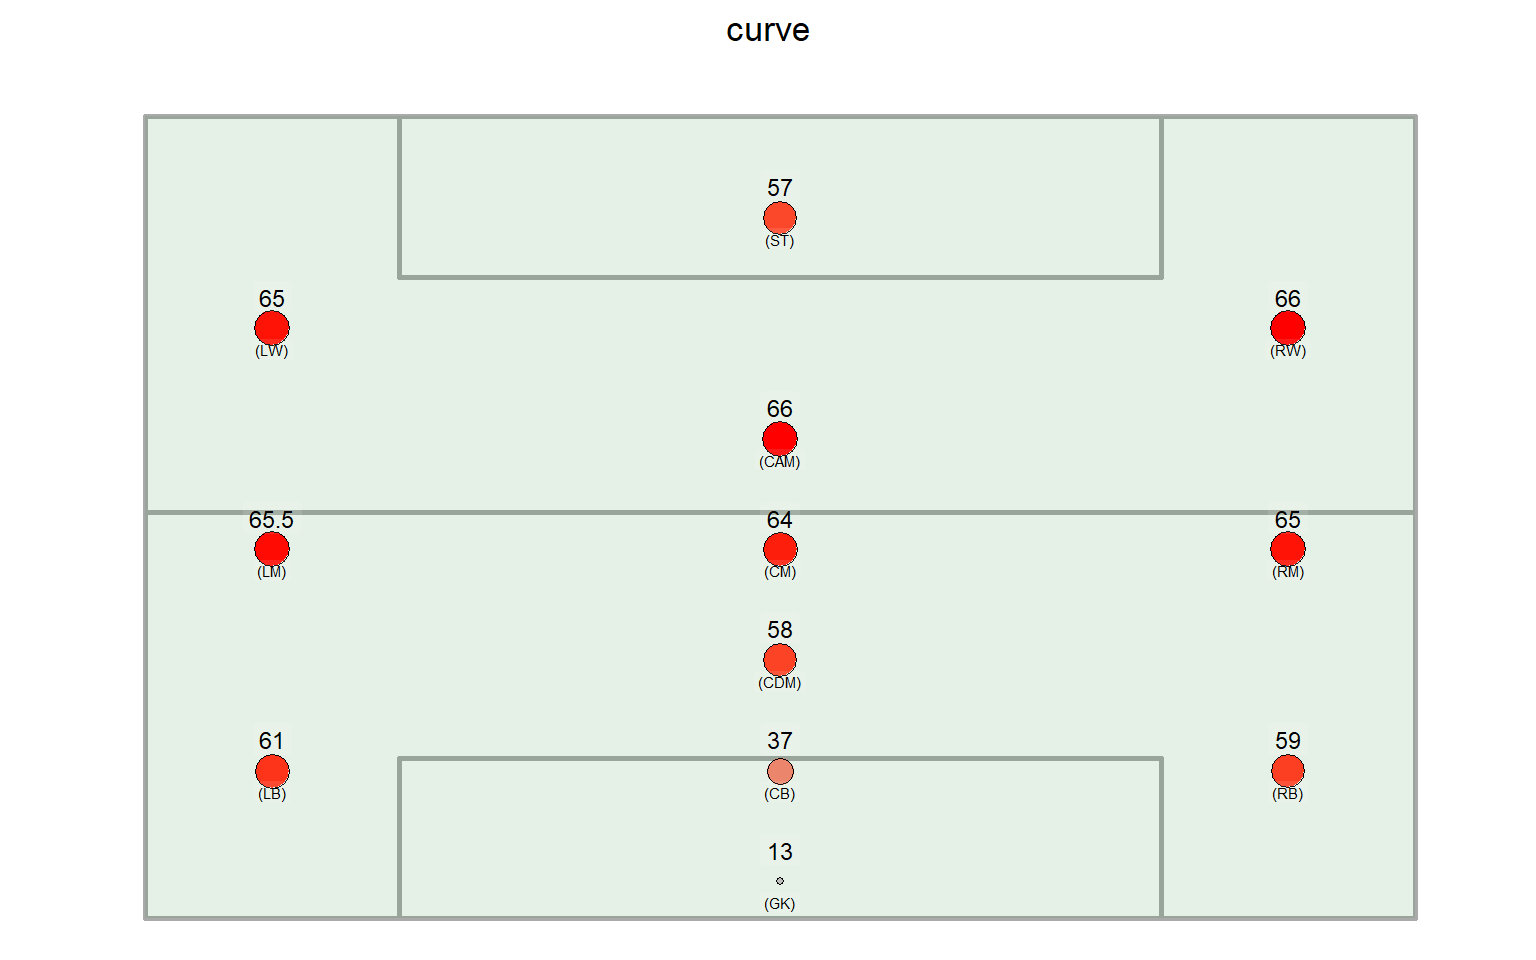 curve
57
(ST)
65 66
(LW) (RW)
66
(CAM)
65.5 64 65
(LM) (CM) (RM)
58
(CDM)
61 37 59
(LB) (CB) (RB)
13
(GK)